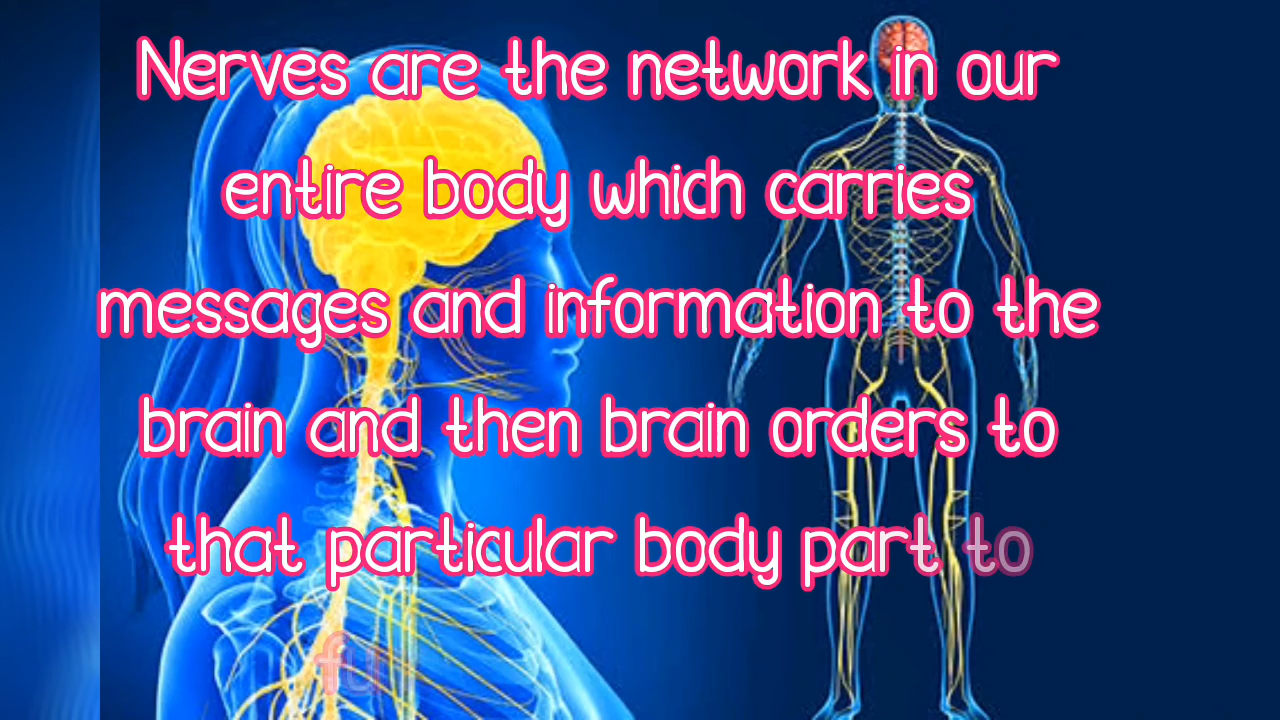 Nerves are the network in our
entire body which carries
messages and information to the
brain and then brain orders to
that particular body part to
fu